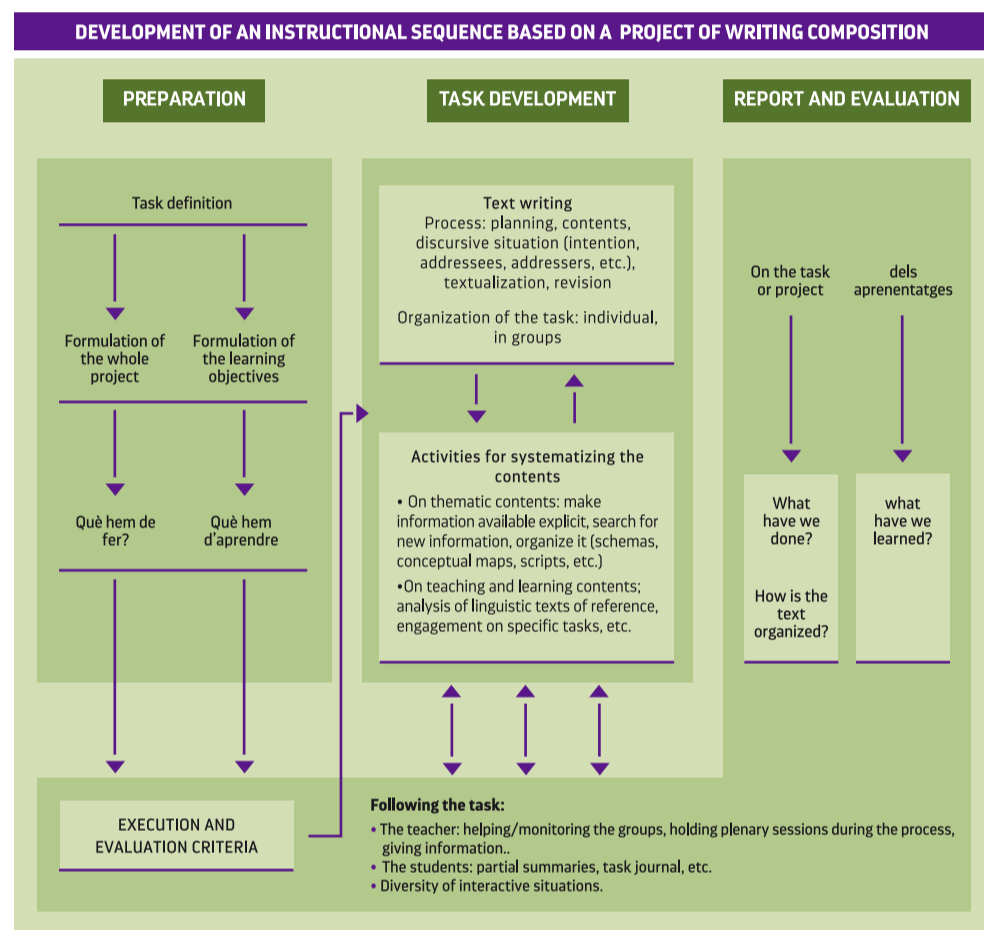 DEVELOPMENT OF AN INSTRUCTIONAL SEQUENCE BASED ON A PROJECT OF WRITING COMPOSITION
PREPARATION
Task definition
Formulation of
the whole
project
Formulation of
the learning
objectives
Què hem de
fer?
Què hem
d'aprendre
EXECUTION AND
EVALUATION CRITERIA
TASK DEVELOPMENT
Text writing
Process: planning, contents,
discursive situation (intention,
addressees, addressers, etc.),
textualization, revision
Organization of the task: individual,
in groups
Activities for systematizing the
contents
• On thematic contents: make
information available explicit, search for
new information, organize it (schemas,
conceptual maps, scripts, etc.)
•On teaching and learning contents;
analysis of linguistic texts of reference,
engagement on specific tasks, etc.
Following the task:
• The teacher: helping/monitoring the groups, holding plenary sessions during the process,
giving information..
• The students: partial summaries, task journal, etc.
• Diversity of interactive situations.
REPORT AND EVALUATION
On the task
or project
dels
aprenentatges
What
have we
done?
How is the
text
organized?
what
have we
learned?